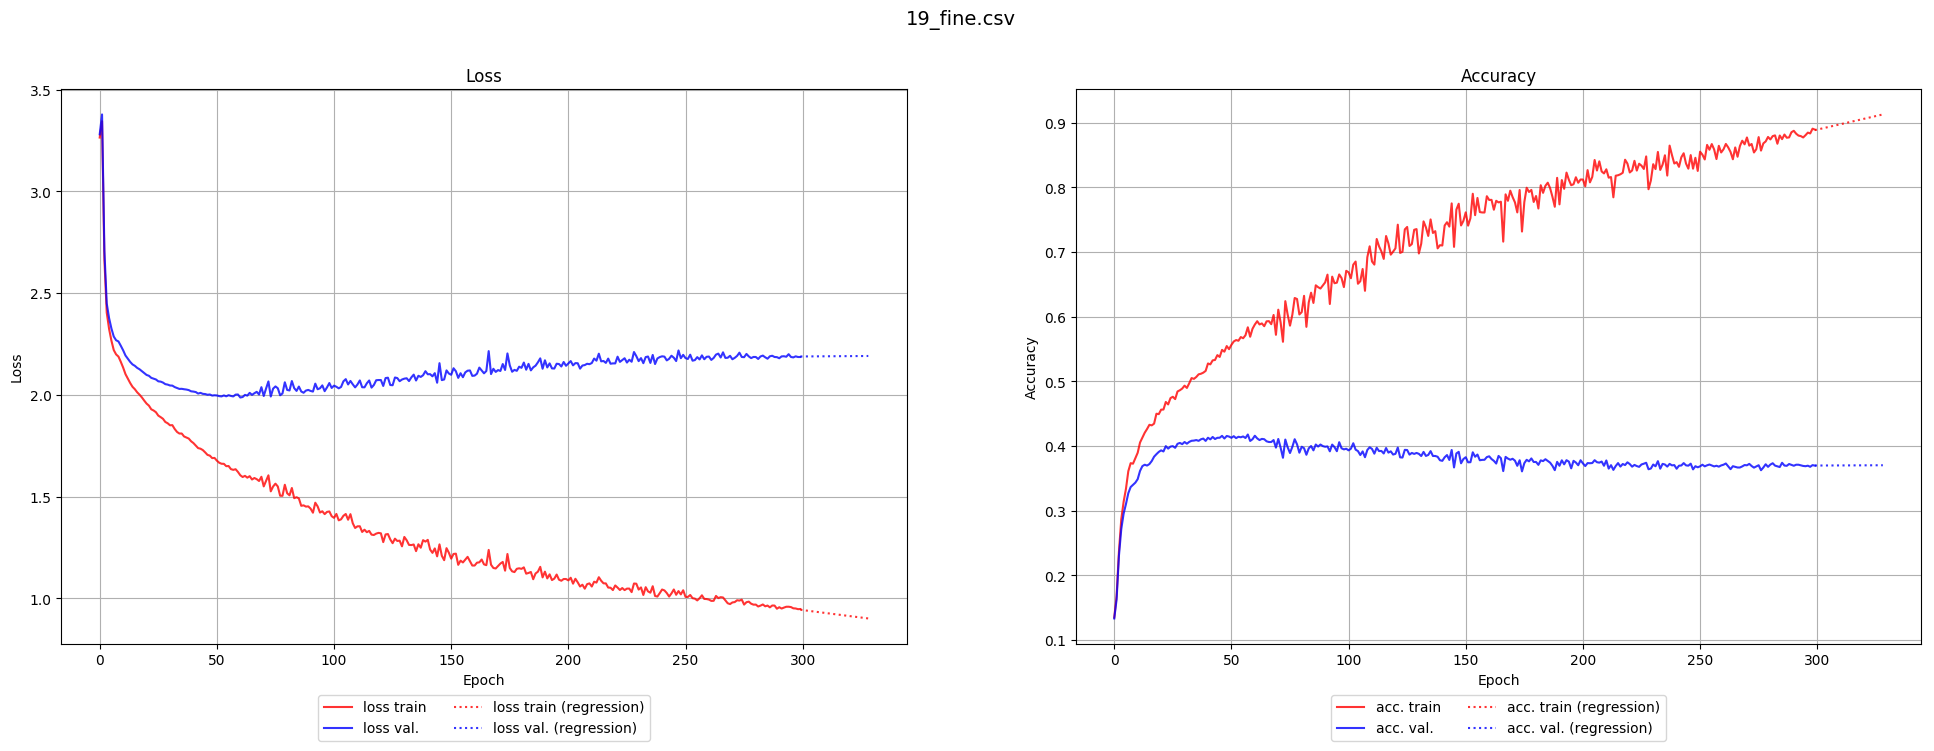 19_fine.csv
Loss
3.5
3.0
2.5
2.0
1.5
1.0
Loss
0 50 100 150 200 250 300
Epoch
loss train loss train (regression)
loss val. loss val. (regression)
Accuracy
0.9
0.8
0.7
0.6
0.5
0.4
0.3
0.2
0.1
Accuracy
0 50 100 150 200 250 300
Epoch
acc. train acc. train (regression)
acc. val. acc. val. (regression)